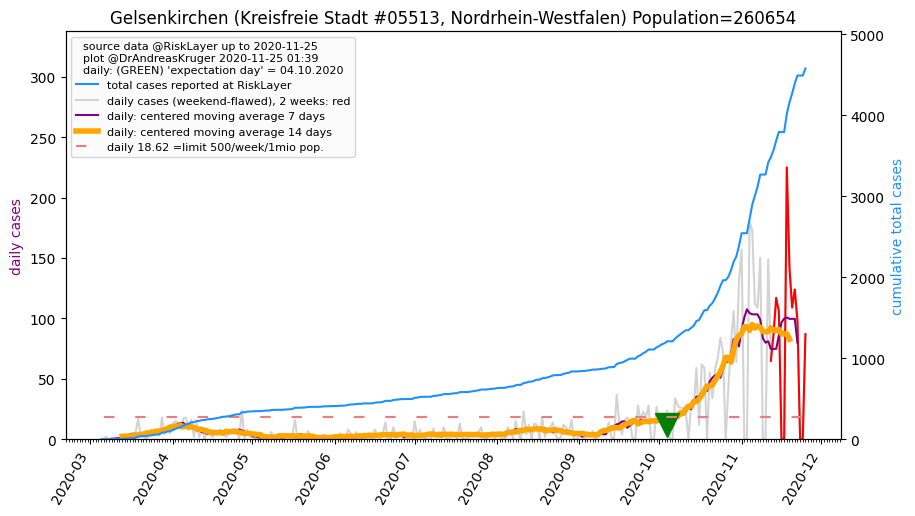 Gelsenkirchen (Kreisfreie Stadt #05513, Nordrhein-Westfalen) Population=260654
source data @RiskLayer up to 2020-11-25
plot @DrAndreasKruger 2020-11-25 01:39
daily: (GREEN) 'expectation day' = 04.10.2020
total cases reported at RiskLayer
daily cases (weekend-flawed), 2 weeks: red
daily: centered moving average 7 days
daily: centered moving average 14 days
daily 18.62 =limit 500/week/1mio pop.
daily cases
300
250
200
150
100
50
0
5000
4000
3000
2000
1000
0
cumulative total cases
2020-03
2020-04
2020-05
2020-06
2020-07
2020-08
2020-09
2020-10
2020-11
2020-12